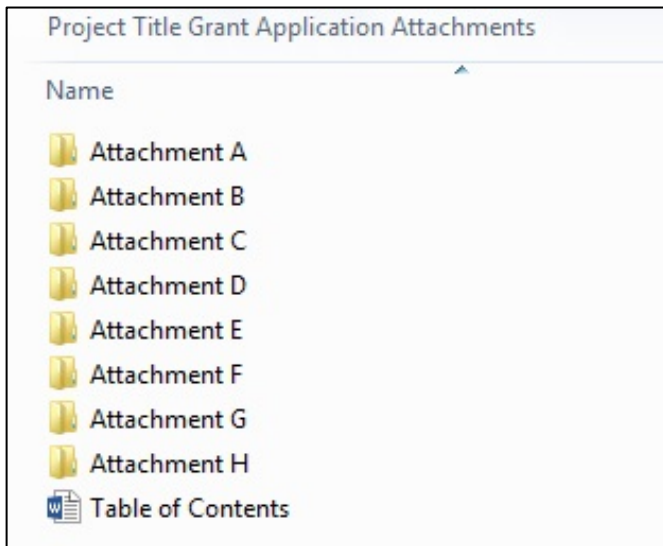 Project Title Grant Application Attachments
Name
Attachment A
Attachment B
Attachment C
Attachment D
Attachment E
Attachment F
Attachment G
Attachment H
Table of Contents